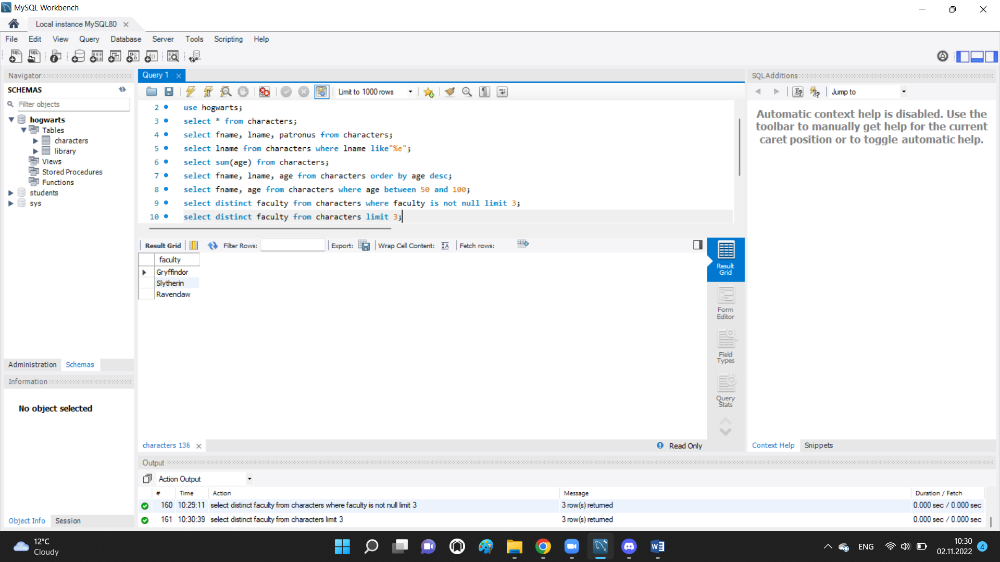 MySQL Workbench
Local instance MySQL80
File Edit View Query Database Server Tools Scripting Help
Navigator
SCHEMAS
Filter objects
hogwarts
Tables
characters
library
Views
Stored Procedures
Functions
students
sys
Administration Schemas
Information
No object selected
Object Info Session
Query 1
Limit to 1000 rows
2 use hogwarts;
3 select * from characters;
4 select fname, lname, patronus from characters;
5 select lname from characters where lname like"%e";
6 select sum(age) from characters;
7 select fname, lname, age from characters order by age desc;
8 select fname, age from characters where age between 50 and 100;
9 select distinct faculty from characters where faculty is not null limit 3;
10 select distinct faculty from characters limit 3;
Result Grid Filter Rows: Export: Wrap Cell Content: Fetch rows:
faculty
Gryffindor
Slytherin
Ravenclaw
Result
Grid
Form
Editor
Field
Types
Query
Stats
characters 136
Read Only
SQLAdditions
Jump to
Automatic context help is disabled. Use the
toolbar to manually get help for the current
caret position or to toggle automatic help.
Context Help Snippets
Output
Action Output
# Time Action Message Duration / Fetch
160 10:29:11 select distinct faculty from characters where faculty is not null limit 3 3 row(s) returned 0.000 sec / 0.000 sec
161 10:30:39 select distinct faculty from characters limit 3 3 row(s) returned 0.000 sec / 0.000 sec
12°C
Cloudy
ENG
10:30
02.11.2022
4